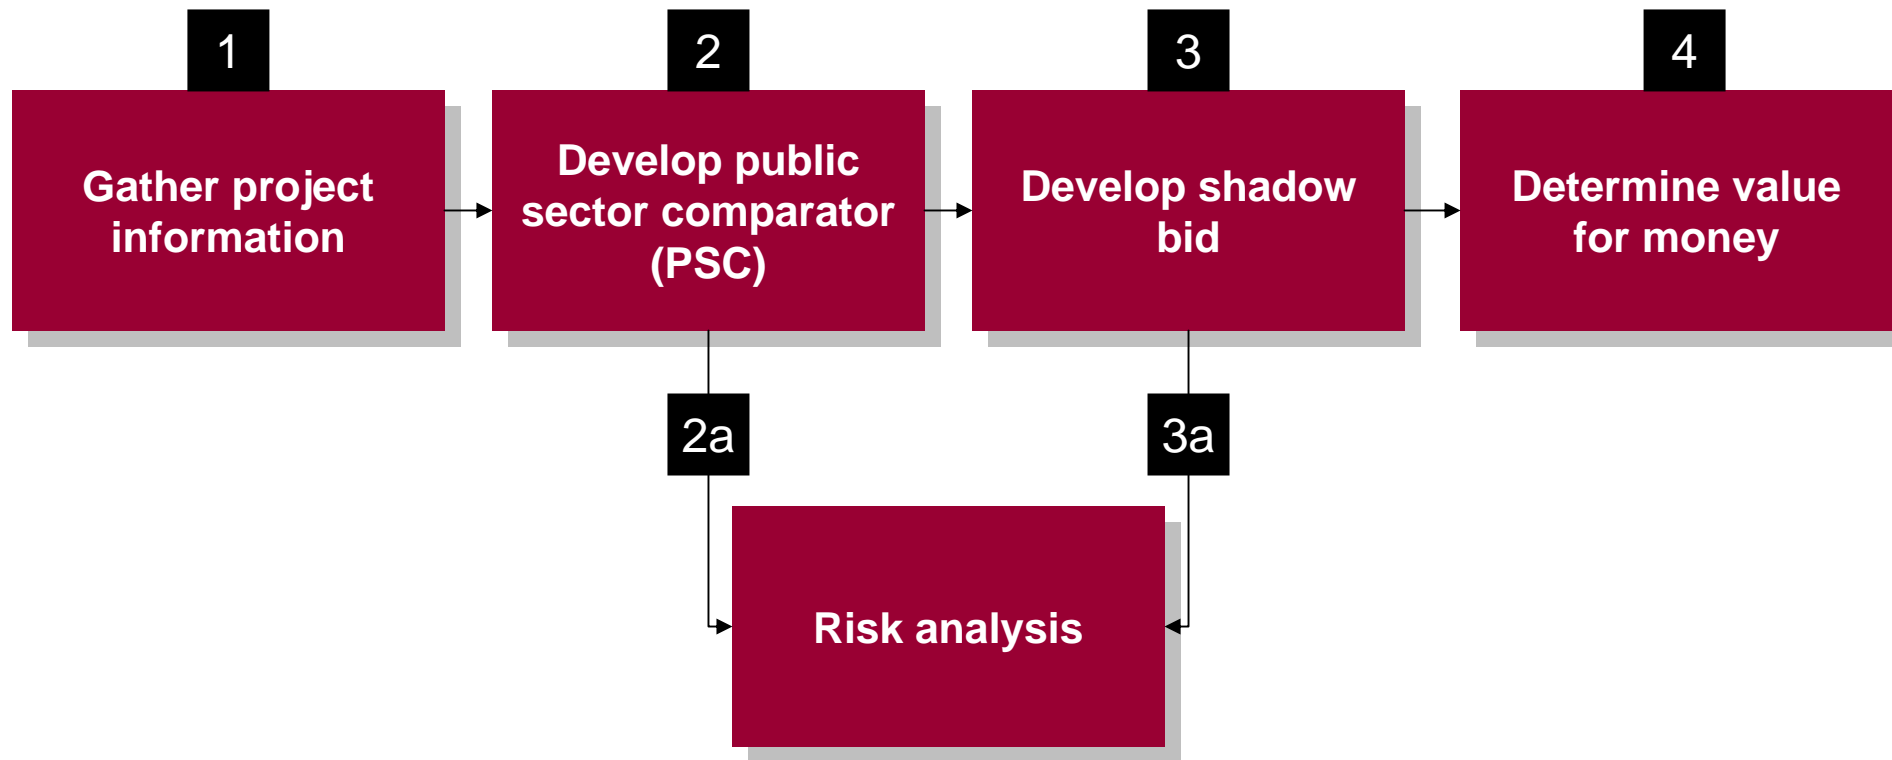 1
Gather project
information
2
Develop public
sector comparator
(PSC)
3
Develop shadow
bid
4
Determine value
for money
2a
3a
Risk analysis